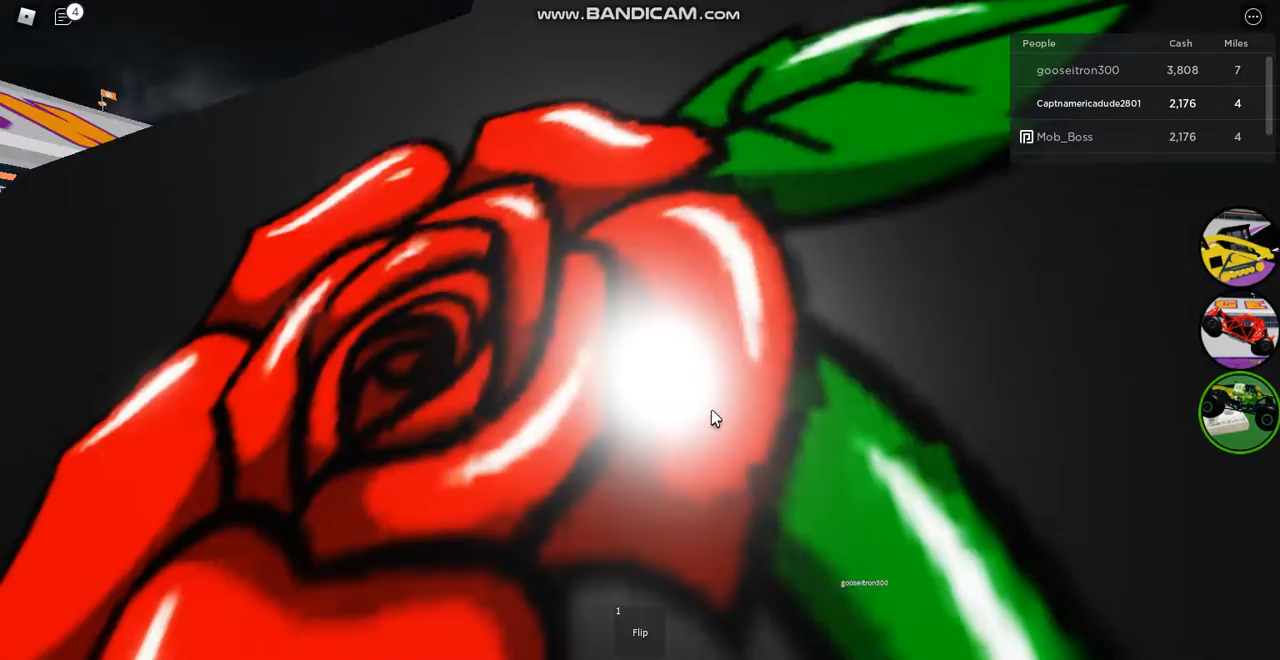 4
www.BANDICAM.com
People Cash Miles
gooseitron300 3,808 7
Captnamericadude2801 2,176 4
Mob_Boss 2,176 4
gooseitron300
1
Flip